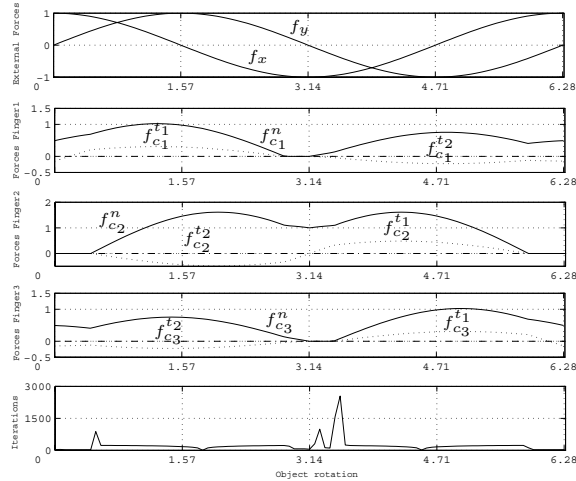 External Forces
1
0
−1
f_y
f_x
0 1.57 3.14 4.71 6.28
Forces Finger1
1.5
1
0
−0.5
f_{c_1}^{t_1} f_{c_1}^{n} f_{c_1}^{t_2}
0 1.57 3.14 4.71 6.28
Forces Finger2
2
1
0
f_{c_2}^{n} f_{c_2}^{t_2} f_{c_2}^{t_1}
0 1.57 3.14 4.71 6.28
Forces Finger3
1.5
1
0
−0.5
f_{c_3}^{t_2} f_{c_3}^{n} f_{c_3}^{t_1}
0 1.57 3.14 4.71 6.28
Iterations
3000
1500
0
0 1.57 3.14 4.71 6.28
Object rotation